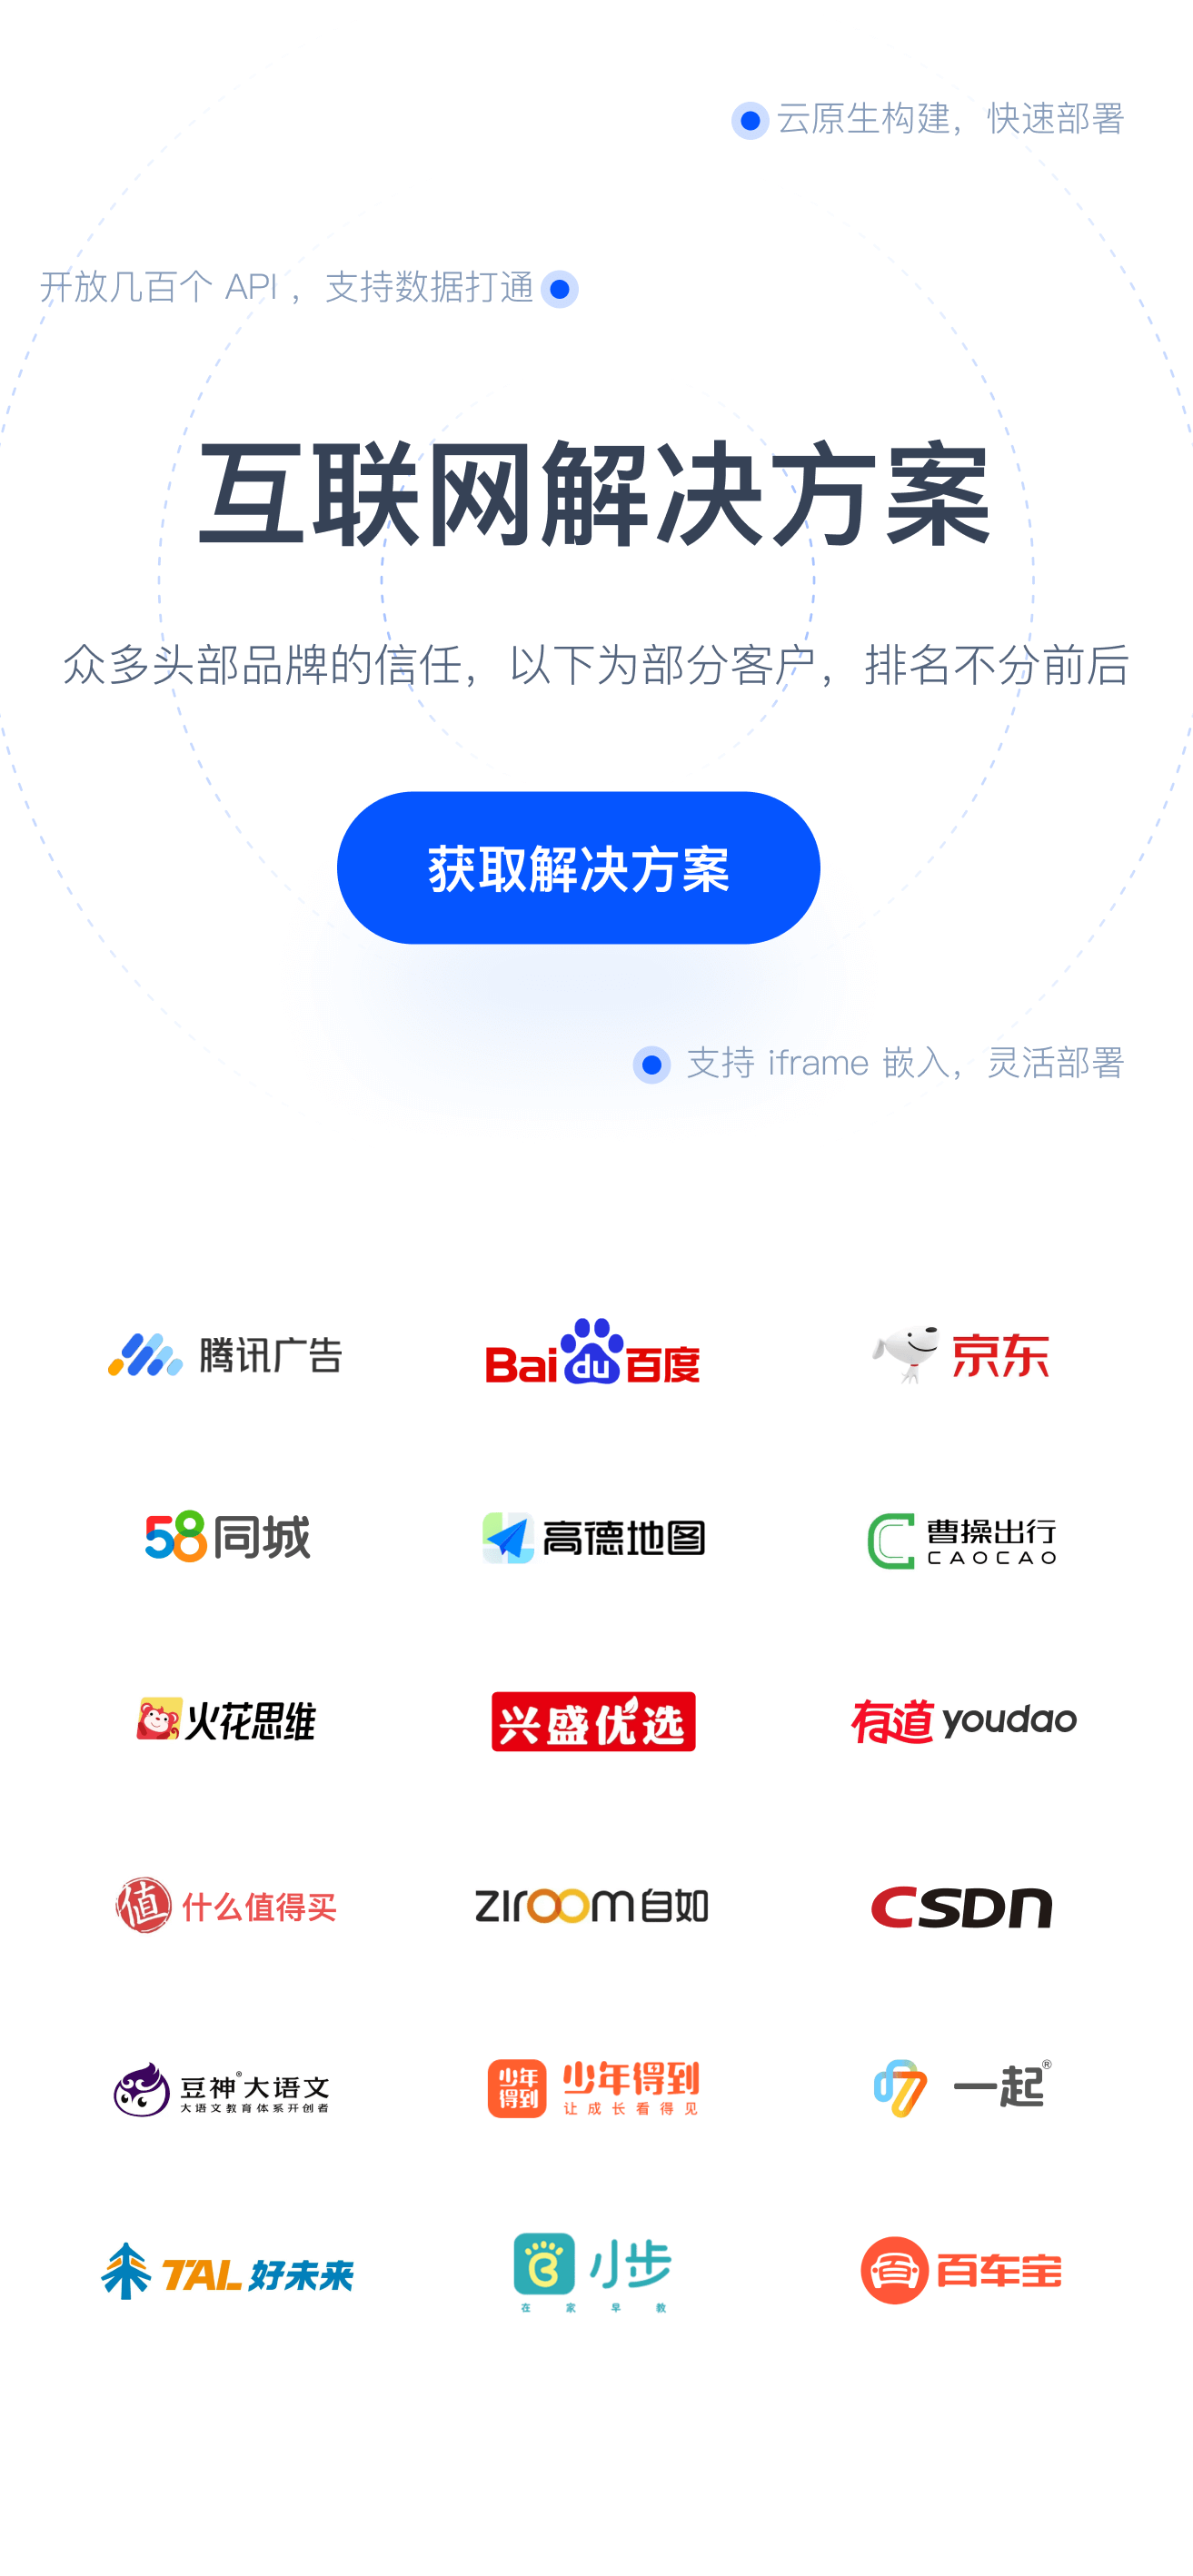 云原生构建，快速部署
开放几百个 API ，支持数据打通
互联网解决方案
众多头部品牌的信任，以下为部分客户，排名不分前后
获取解决方案
支持 iframe 嵌入，灵活部署
腾讯广告
Bai du 百度
京东
58同城
高德地图
曹操出行
CAOCAO
火花思维
兴盛优选
有道 youdao
值 什么值得买
ziroom 自如
CSDN
豆神®大语文
大语文教育体系开创者
少年
得到
少年得到
让成长看得见
一起®
TAL 好未来
小步
在家早教
百车宝